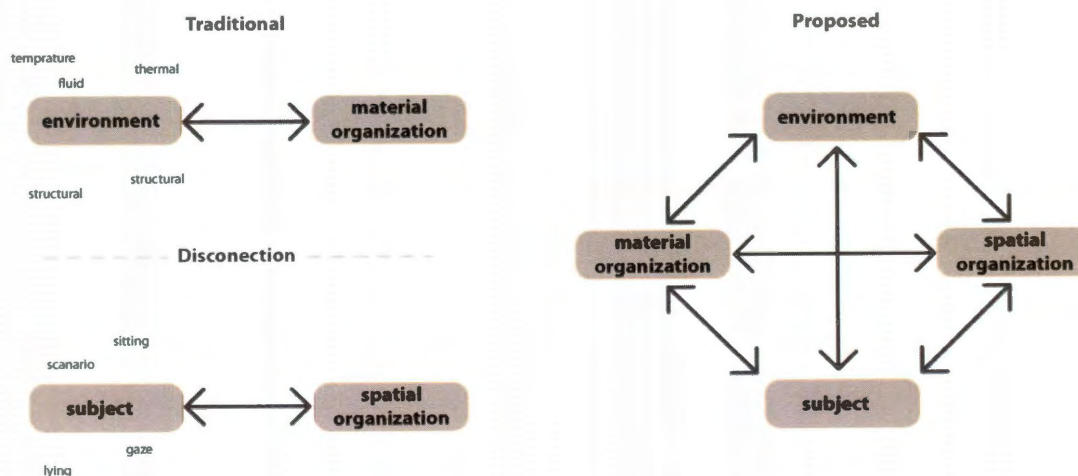 Traditional
temprature
thermal
fluid
environment
material
organization
structural
structural
Disconection
sitting
scanario
subject
spatial
organization
gaze
lying
Proposed
environment
material
organization
spatial
organization
subject